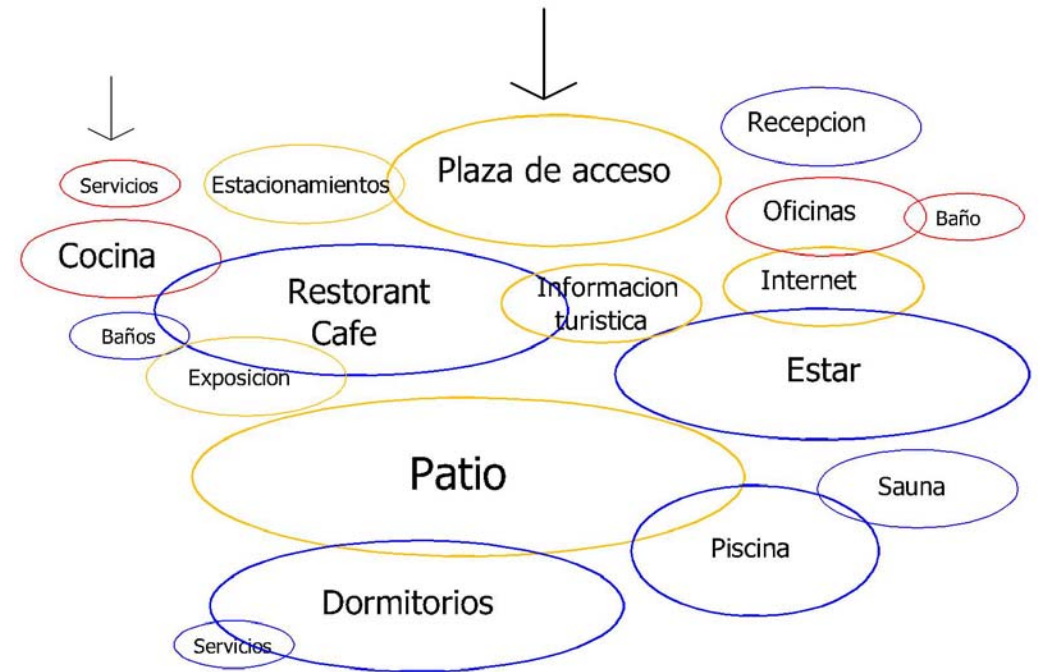 Recepcion
Plaza de acceso
Servicios
Estacionamientos
Oficinas
Baño
Cocina
Restorant
Cafe
Informacion
turistica
Internet
Baños
Exposicion
Estar
Patio
Sauna
Piscina
Dormitorios
Servicios